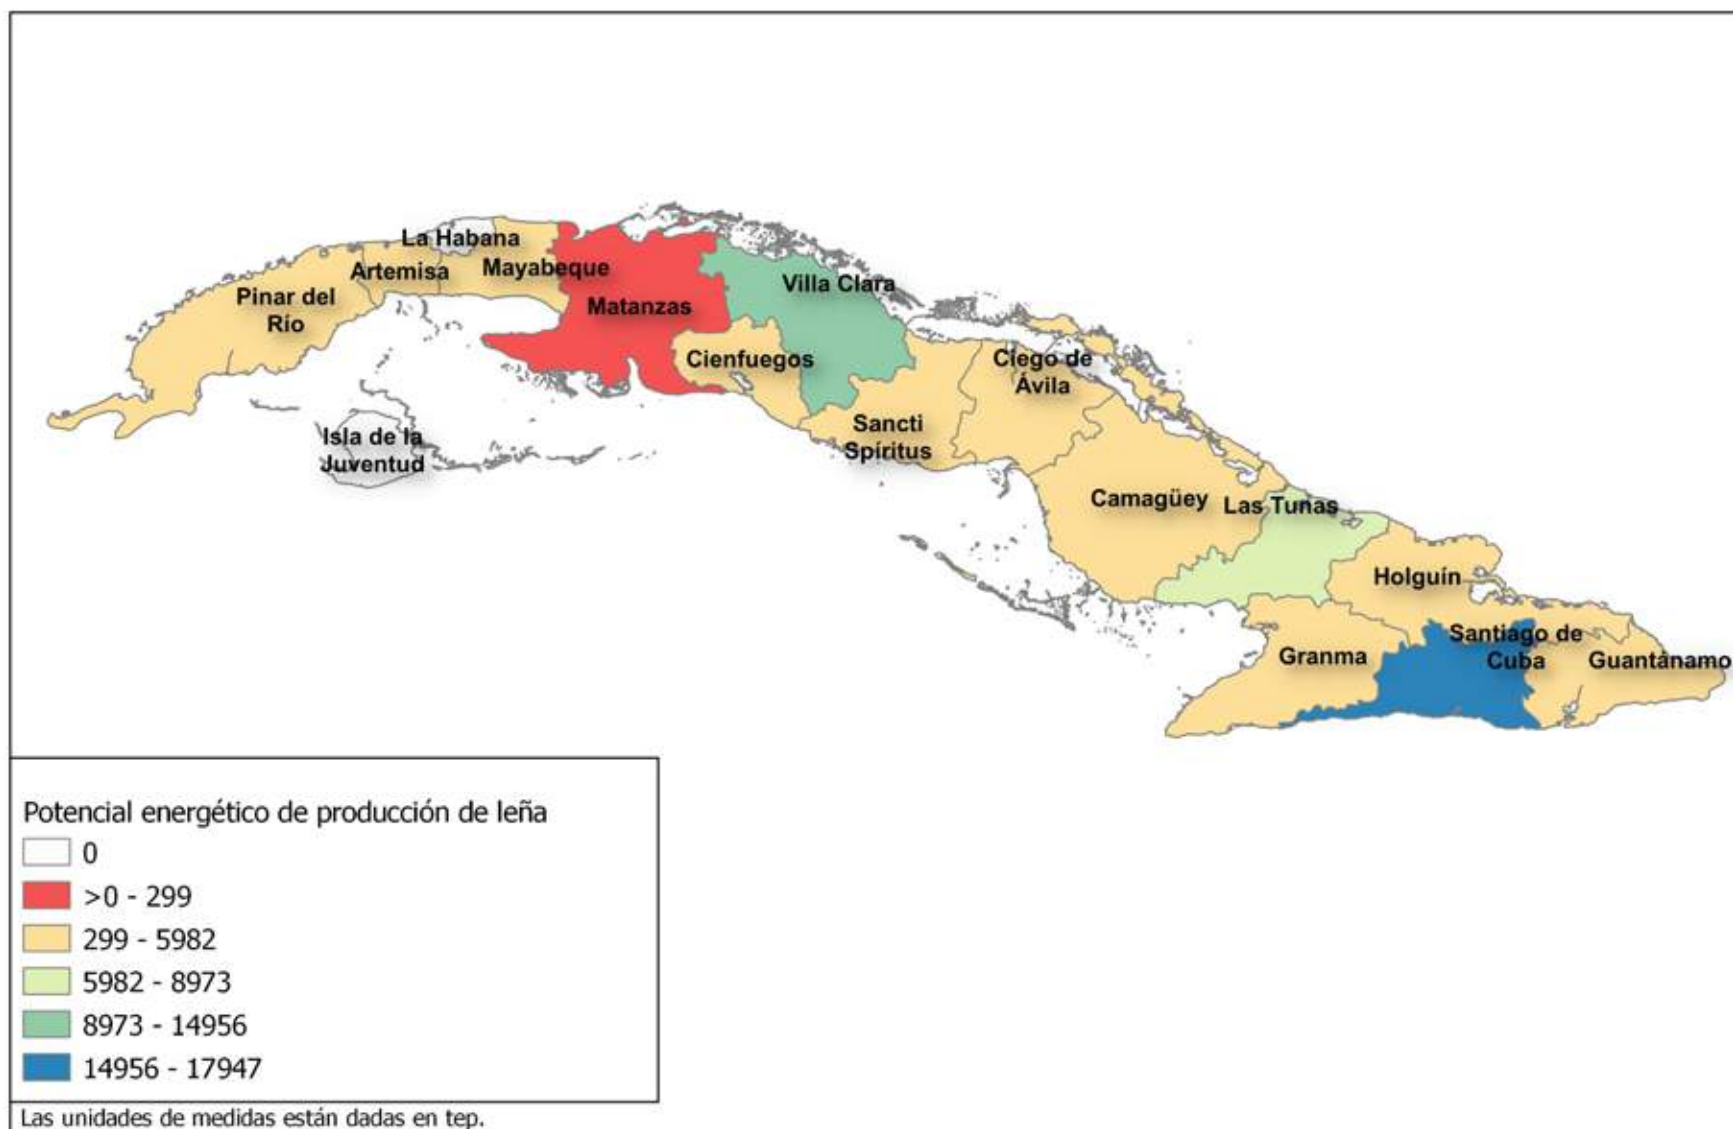 La Habana
Artemisa
Mayabeque
Pinar del
Río
Matanzas
Villa Clara
Cienfuegos
Ciego de
Ávila
Sancti
Spíritus
Isla de la
Juventud
Camagüey
Las Tunas
Holguín
Santiago de
Cuba
Granma
Guantánamo
Potencial energético de producción de leña
0
>0 - 299
299 - 5982
5982 - 8973
8973 - 14956
14956 - 17947
Las unidades de medidas están dadas en tep.